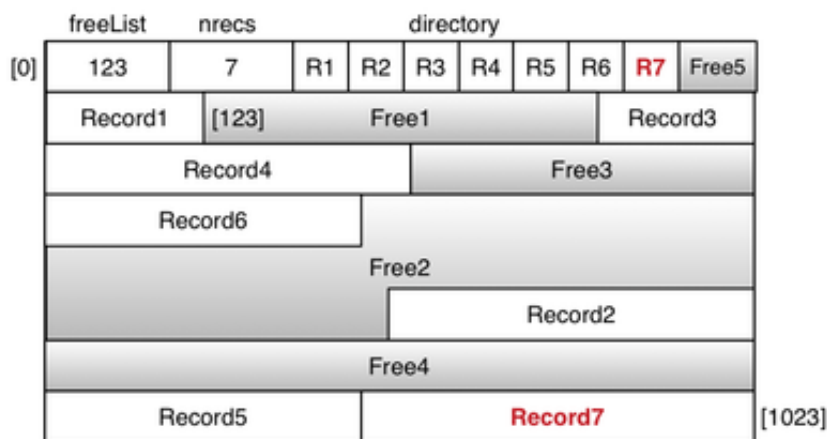 freeList nrecs directory
[0] 123 7 R1 R2 R3 R4 R5 R6 R7 Free5
Record1 [123] Free1 Record3
Record4 Free3
Record6
Free2
Record2
Free4
Record5 Record7 [1023]